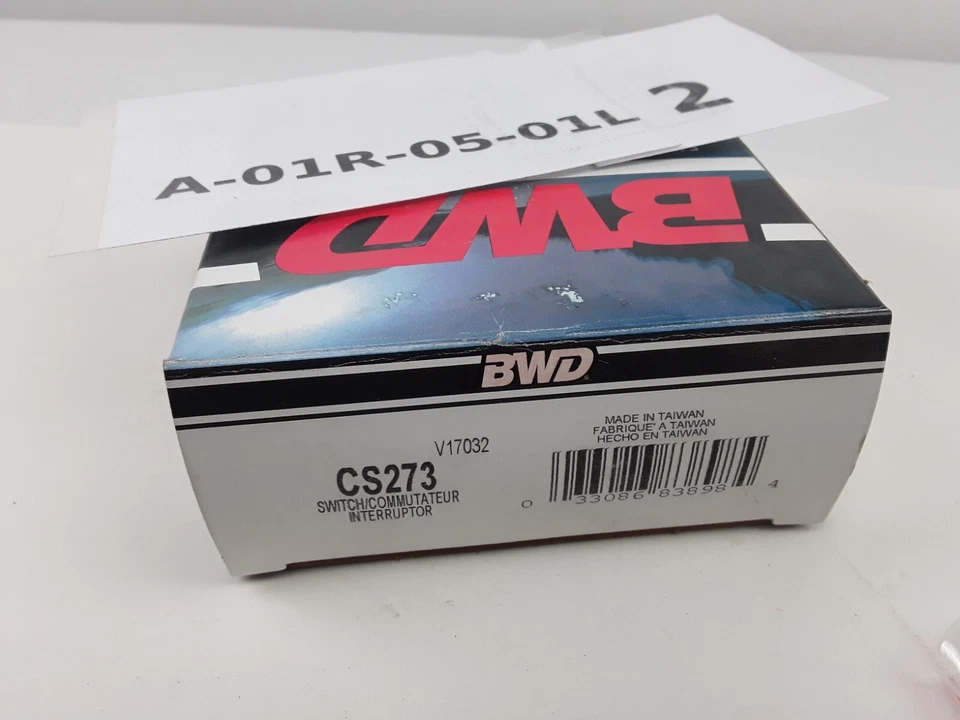 A-01R-05-01L 2
BWD
BWD
V17032
CS273
SWITCH/COMMUTATEUR
INTERRUPTOR
MADE IN TAIWAN
FABRIQUE' A TAIWAN
HECHO EN TAIWAN
0 33086 83898 4